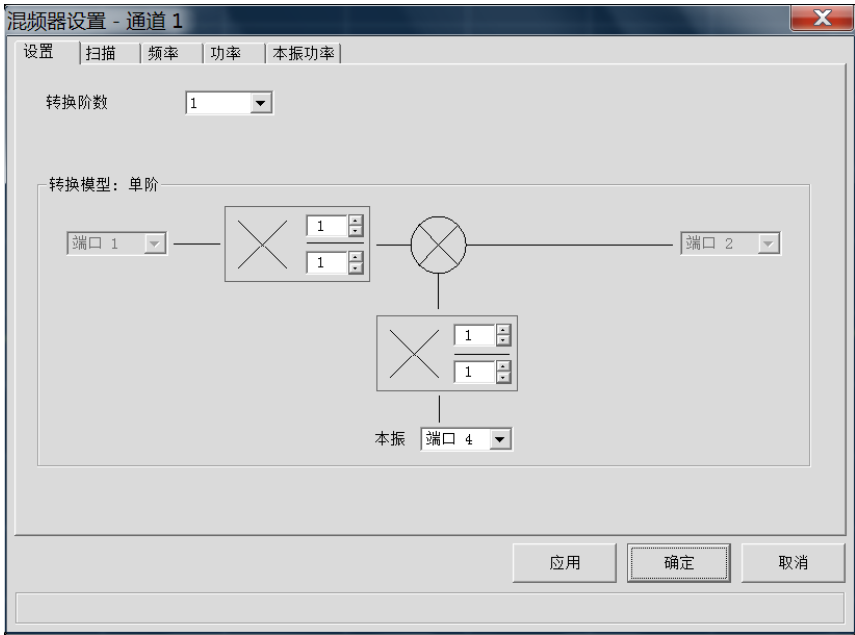 混频器设置 - 通道 1
设置 扫描 频率 功率 本振功率
转换阶数 1
转换模型: 单阶
端口 1
1
1
端口 2
1
1
本振 端口 4
应用 确定 取消